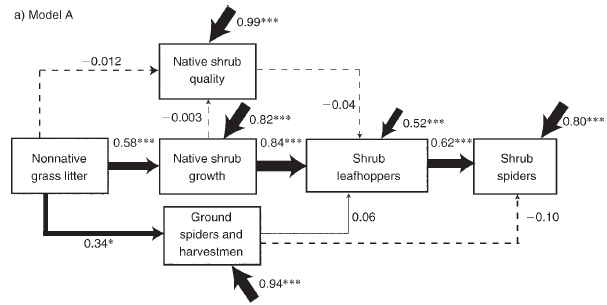 a) Model A
0.99***
−0.012
Native shrub
quality
−0.003
0.82***
−0.04
0.52***
0.80***
0.58***
0.84***
0.62***
Nonnative
grass litter
Native shrub
growth
Shrub
leafhoppers
Shrub
spiders
Ground
spiders and
harvestmen
0.06
−0.10
0.34*
0.94***